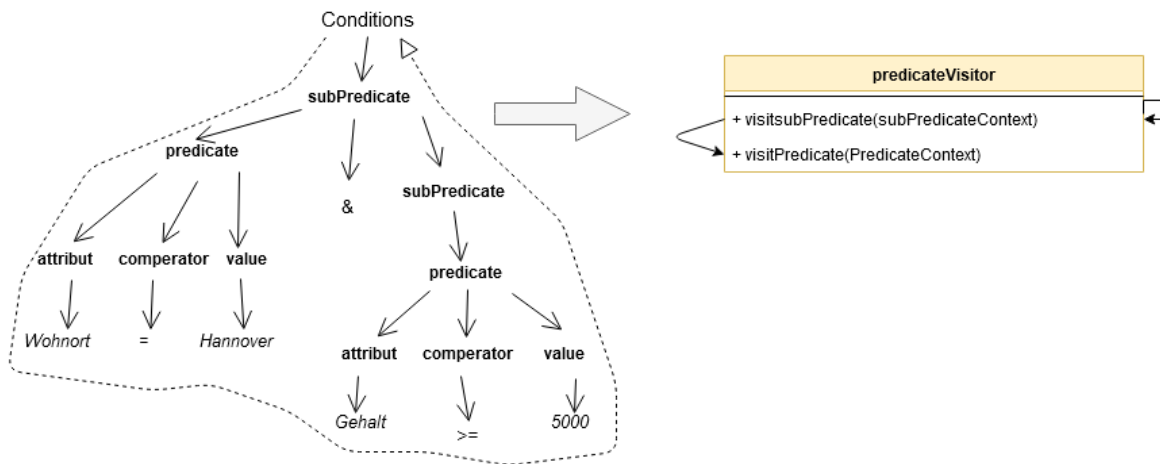 Conditions
subPredicate
predicate
&
subPredicate
attribut comperator value
predicate
Wohnort = Hannover
attribut comperator value
Gehalt >= 5000
predicateVisitor
+ visitsubPredicate(subPredicateContext)
+ visitPredicate(PredicateContext)